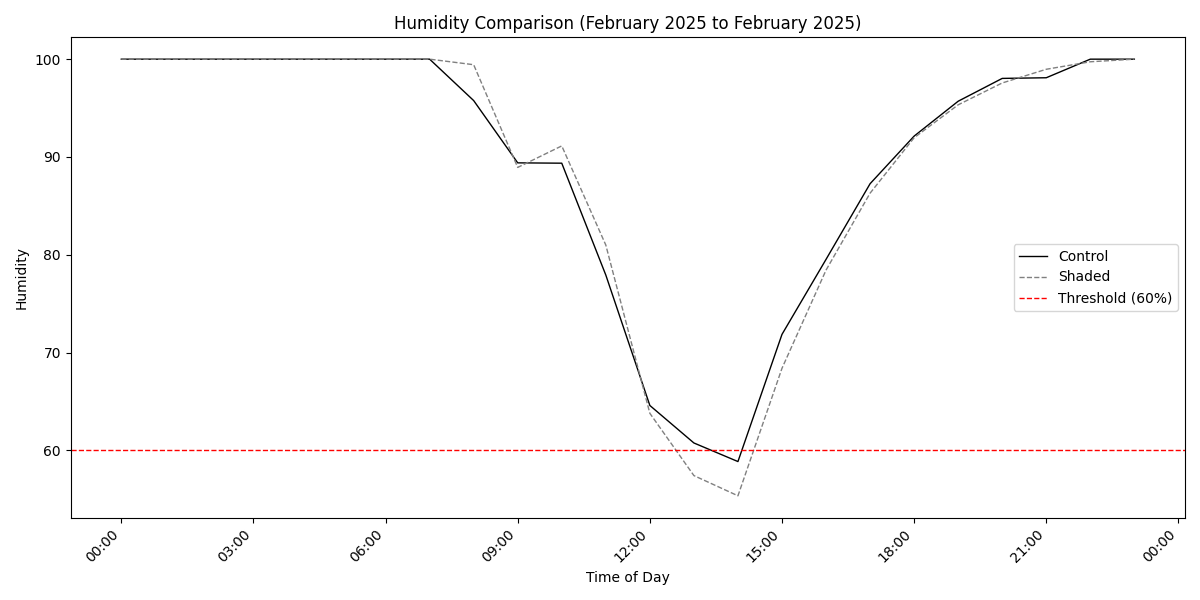 Humidity Comparison (February 2025 to February 2025)
100
90
80
70
60
Humidity
Control
Shaded
Threshold (60%)
00:00
03:00
06:00
09:00
12:00
15:00
18:00
21:00
00:00
Time of Day